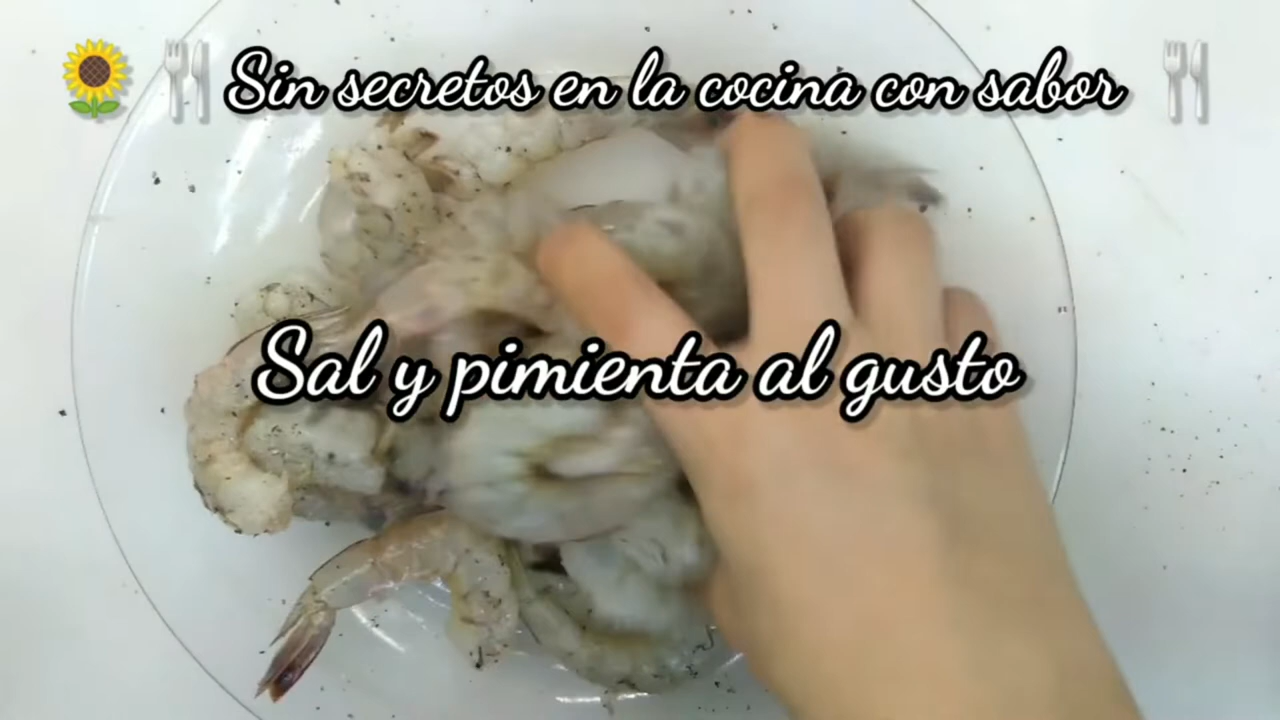 Sin secretos en la cocina con sabor
Sal y pimienta al gusto